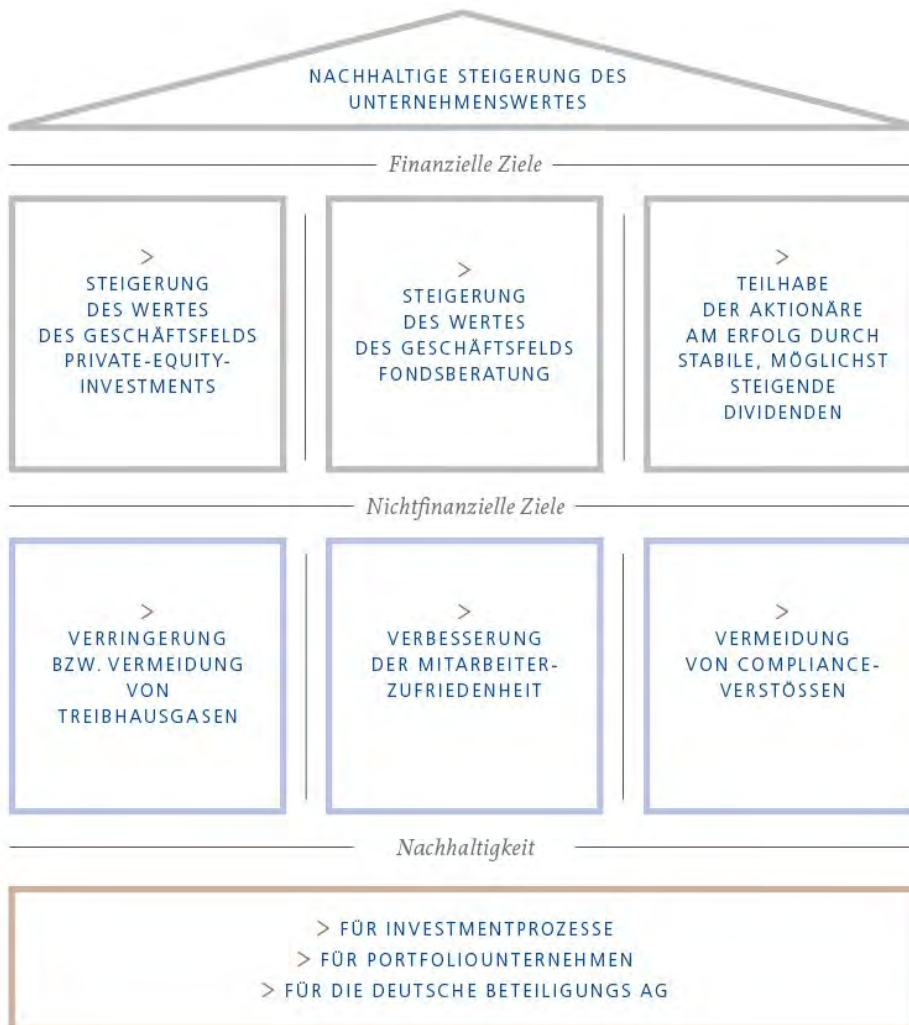 NACHHALTIGE STEIGERUNG DES
UNTERNEHMENSWERTES
Finanzielle Ziele
>
STEIGERUNG
DES WERTES
DES GESCHÄFTSFELDS
PRIVATE-EQUITY-
INVESTMENTS
>
STEIGERUNG
DES WERTES
DES GESCHÄFTSFELDS
FONDSBERATUNG
>
TEILHABE
DER AKTIONÄRE
AM ERFOLG DURCH
STABILE, MÖGLICHST
STEIGENDE
DIVIDENDEN
Nichtfinanzielle Ziele
>
VERRINGERUNG
BZW. VERMEIDUNG
VON
TREIBHAUSGASEN
>
VERBESSERUNG
DER MITARBEITER-
ZUFRIEDENHEIT
>
VERMEIDUNG
VON COMPLIANCE-
VERSTÖSSEN
Nachhaltigkeit
> FÜR INVESTMENTPROZESSE
> FÜR PORTFOLIOUNTERNEHMEN
> FÜR DIE DEUTSCHE BETEILIGUNGS AG